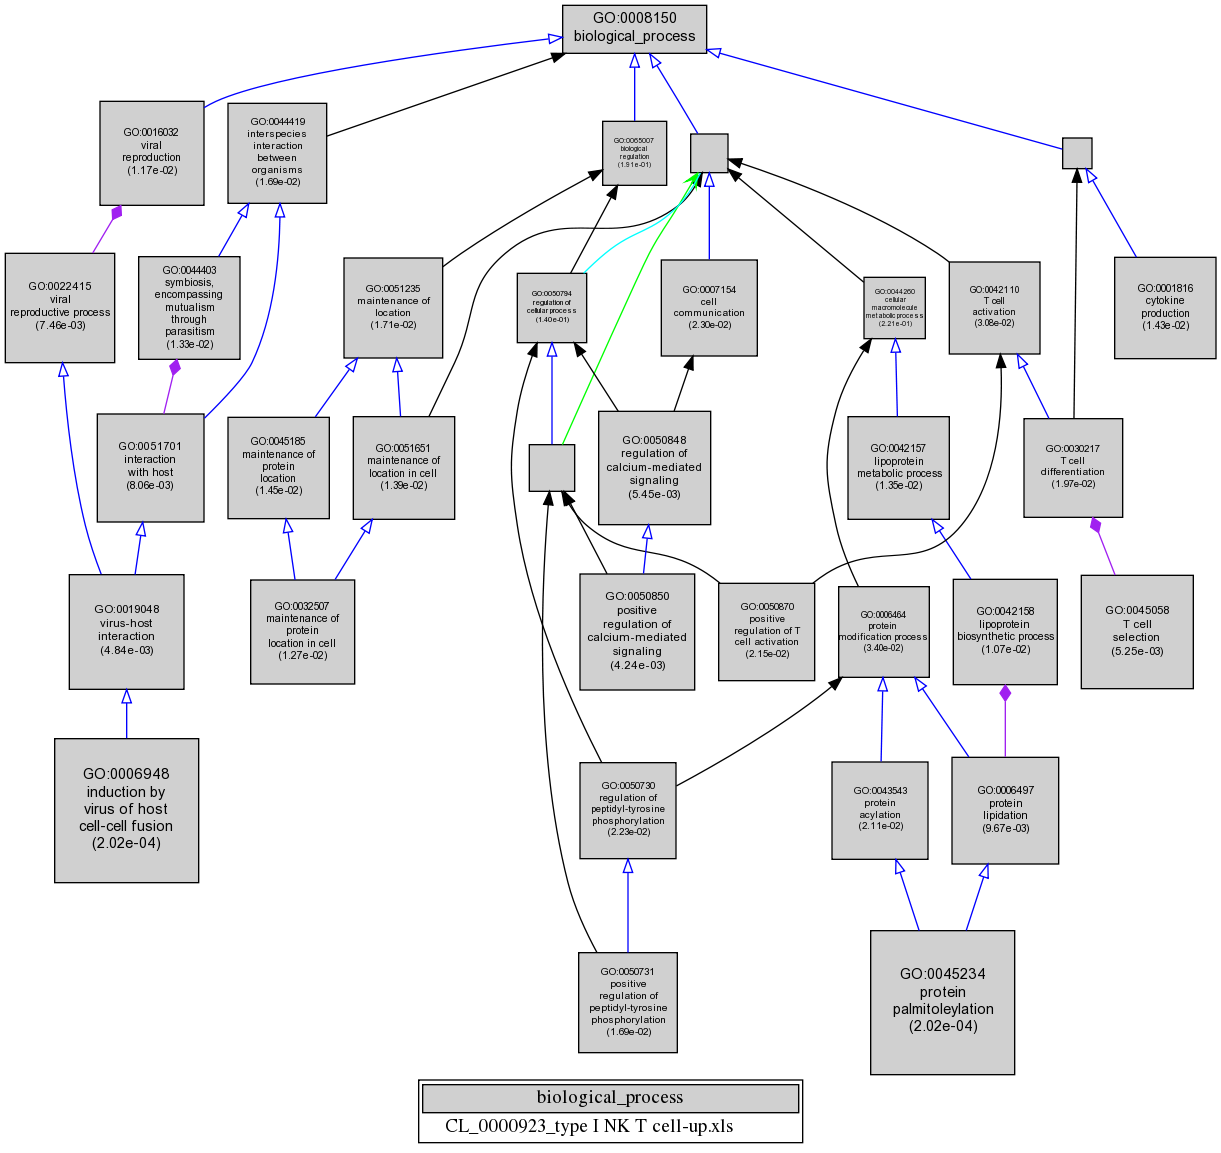 GO:0008150
biological_process
GO:0016032
viral
reproduction
(1.17e-02)
GO:0044419
interspecies
interaction
between
organisms
(1.69e-02)
GO:0065007
biological
regulation
(1.91e-01)
GO:0022415
viral
reproductive process
(7.46e-03)
GO:0044403
symbiosis,
encompassing
mutualism
through
parasitism
(1.33e-02)
GO:0051235
maintenance of
location
(1.71e-02)
GO:0050794
regulation of
cellular process
(1.40e-01)
GO:0007154
cell
communication
(2.30e-02)
GO:0044260
cellular
macromolecule
metabolic process
(2.21e-01)
GO:0042110
T cell
activation
(3.08e-02)
GO:0001816
cytokine
production
(1.43e-02)
GO:0051701
interaction
with host
(8.06e-03)
GO:0045185
maintenance of
protein
location
(1.45e-02)
GO:0051651
maintenance of
location in cell
(1.39e-02)
GO:0050848
regulation of
calcium-mediated
signaling
(5.45e-03)
GO:0042157
lipoprotein
metabolic process
(1.35e-02)
GO:0030217
T cell
differentiation
(1.97e-02)
GO:0019048
virus-host
interaction
(4.84e-03)
GO:0032507
maintenance of
protein
location in cell
(1.27e-02)
GO:0050850
positive
regulation of
calcium-mediated
signaling
(4.24e-03)
GO:0050870
positive
regulation of T
cell activation
(2.15e-02)
GO:0006464
protein
modification process
(3.40e-02)
GO:0042158
lipoprotein
biosynthetic process
(1.07e-02)
GO:0045058
T cell
selection
(5.25e-03)
GO:0006948
induction by
virus of host
cell-cell fusion
(2.02e-04)
GO:0050730
regulation of
peptidyl-tyrosine
phosphorylation
(2.23e-02)
GO:0043543
protein
acylation
(2.11e-02)
GO:0006497
protein
lipidation
(9.67e-03)
GO:0050731
positive
regulation of
peptidyl-tyrosine
phosphorylation
(1.69e-02)
GO:0045234
protein
palmitoleylation
(2.02e-04)
biological_process
CL_0000923_type I NK T cell-up.xls